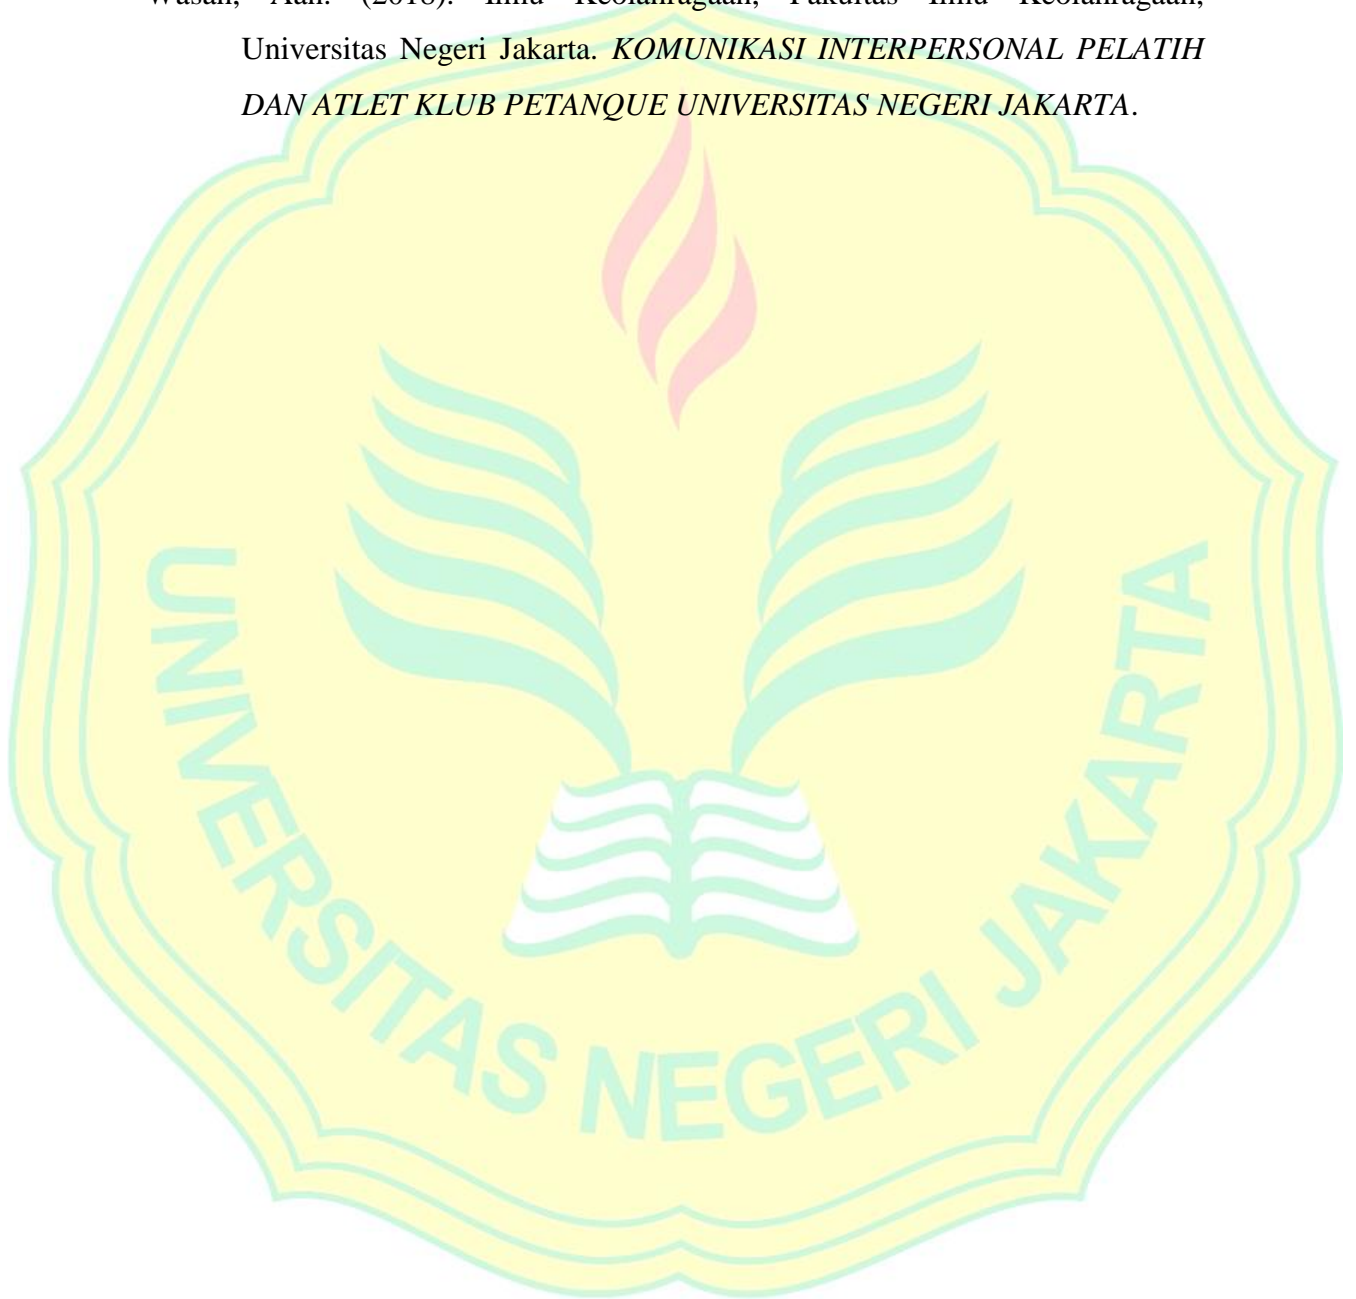 Wasan, Aan. (2018). Ilmu Keolahragaan, Fakultas Ilmu Keolahragaan,
Universitas Negeri Jakarta. KOMUNIKASI INTERPERSONAL PELATIH
DAN ATLET KLUB PETANQUE UNIVERSITAS NEGERI JAKARTA.
UNIVERSITAS NEGERI JAKARTA